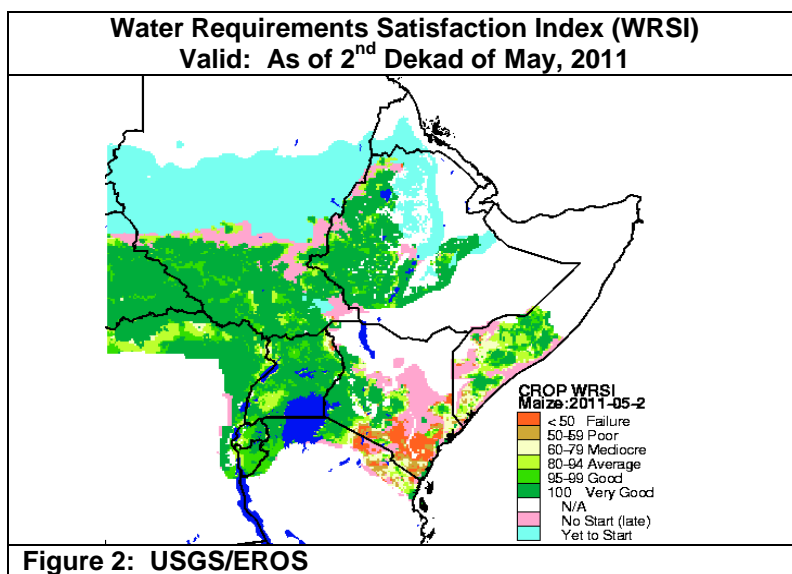 Water Requirements Satisfaction Index (WRSI)
Valid: As of 2nd Dekad of May, 2011
CROP WRSI
Maize:2011-05-2
<50 Failure
50-59 Poor
60-79 Mediocre
80-94 Average
95-99 Good
100 Very Good
N/A
No Start (late)
Yet to Start
Figure 2: USGS/EROS